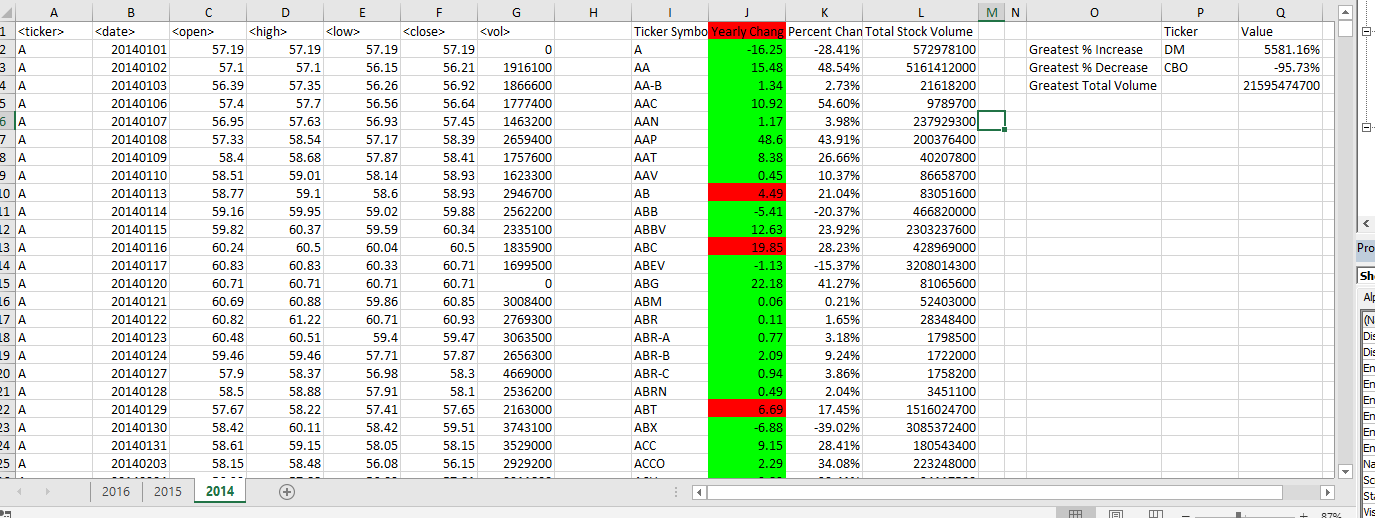 A B C D E F G H I J K L M N O P Q
1 <ticker> <date> <open> <high> <low> <close> <vol> Ticker Symbo Yearly Chang Percent Chan Total Stock Volume Ticker Value
2 A 20140101 57.19 57.19 57.19 57.19 0 A -16.25 -28.41% 572978100 Greatest % Increase DM 5581.16%
3 A 20140102 57.1 57.1 56.15 56.21 1916100 AA 15.48 48.54% 5161412000 Greatest % Decrease CBO -95.73%
4 A 20140103 56.39 57.35 56.26 56.92 1866600 AA-B 1.34 2.73% 21618200 Greatest Total Volume 21595474700
5 A 20140106 57.4 57.7 56.56 56.64 1777400 AAC 10.92 54.60% 9789700
6 A 20140107 56.95 57.63 56.93 57.45 1463200 AAN 1.17 3.98% 237929300
7 A 20140108 57.33 58.54 57.17 58.39 2659400 AAP 48.6 43.91% 200376400
8 A 20140109 58.4 58.68 57.87 58.41 1757600 AAT 8.38 26.66% 40207800
9 A 20140110 58.51 59.01 58.14 58.93 1623300 AAV 0.45 10.37% 86658700
10 A 20140113 58.77 59.1 58.6 58.93 2946700 AB 4.49 21.04% 83051600
11 A 20140114 59.16 59.95 59.02 59.88 2562200 ABB -5.41 -20.37% 466820000
12 A 20140115 59.82 60.37 59.59 60.34 2335100 ABBV 12.63 23.92% 2303237600
13 A 20140116 60.24 60.5 60.04 60.5 1835900 ABC 19.85 28.23% 428969000
14 A 20140117 60.83 60.83 60.33 60.71 1699500 ABEV -1.13 -15.37% 3208014300
15 A 20140120 60.71 60.71 60.71 60.71 0 ABG 22.18 41.27% 81065600
16 A 20140121 60.69 60.88 59.86 60.85 3008400 ABM 0.06 0.21% 52403000
17 A 20140122 60.82 61.22 60.71 60.93 2769300 ABR 0.11 1.65% 28348400
18 A 20140123 60.48 60.51 59.4 59.47 3063500 ABR-A 0.77 3.18% 1798500
19 A 20140124 59.46 59.46 57.71 57.87 2656300 ABR-B 2.09 9.24% 1722000
20 A 20140127 57.9 58.37 56.98 58.3 4669000 ABR-C 0.94 3.86% 1758200
21 A 20140128 58.5 58.88 57.91 58.1 2536200 ABRN 0.49 2.04% 3451100
22 A 20140129 57.67 58.22 57.41 57.65 2163000 ABT 6.69 17.45% 1516024700
23 A 20140130 58.42 60.11 58.42 59.51 3743100 ABX -6.88 -39.02% 3085372400
24 A 20140131 58.61 59.15 58.05 58.15 3529000 ACC 9.15 28.41% 180543400
25 A 20140203 58.15 58.48 56.08 56.15 2929200 ACCO 2.29 34.08% 223248000
2016 2015 2014
87%
Pro
Sh
Alp
(N
Dis
Dis
En
En
En
En
En
En
Na
Sc
Sta
Vis